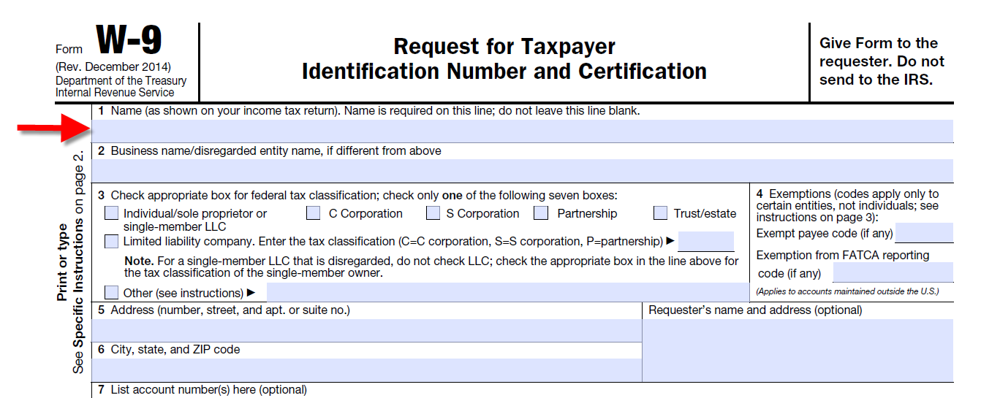 Form W-9
(Rev. December 2014)
Department of the Treasury
Internal Revenue Service
Request for Taxpayer
Identification Number and Certification
Give Form to the
requester. Do not
send to the IRS.
Print or type
See Specific Instructions on page 2.
1 Name (as shown on your income tax return). Name is required on this line; do not leave this line blank.
2 Business name/disregarded entity name, if different from above
3 Check appropriate box for federal tax classification; check only one of the following seven boxes:
Individual/sole proprietor or
single-member LLC
C Corporation
S Corporation
Partnership
Trust/estate
Limited liability company. Enter the tax classification (C=C corporation, S=S corporation, P=partnership) ▶
Note. For a single-member LLC that is disregarded, do not check LLC; check the appropriate box in the line above for
the tax classification of the single-member owner.
Other (see instructions) ▶
4 Exemptions (codes apply only to
certain entities, not individuals; see
instructions on page 3):
Exempt payee code (if any)
Exemption from FATCA reporting
code (if any)
(Applies to accounts maintained outside the U.S.)
5 Address (number, street, and apt. or suite no.)
Requester's name and address (optional)
6 City, state, and ZIP code
7 List account number(s) here (optional)